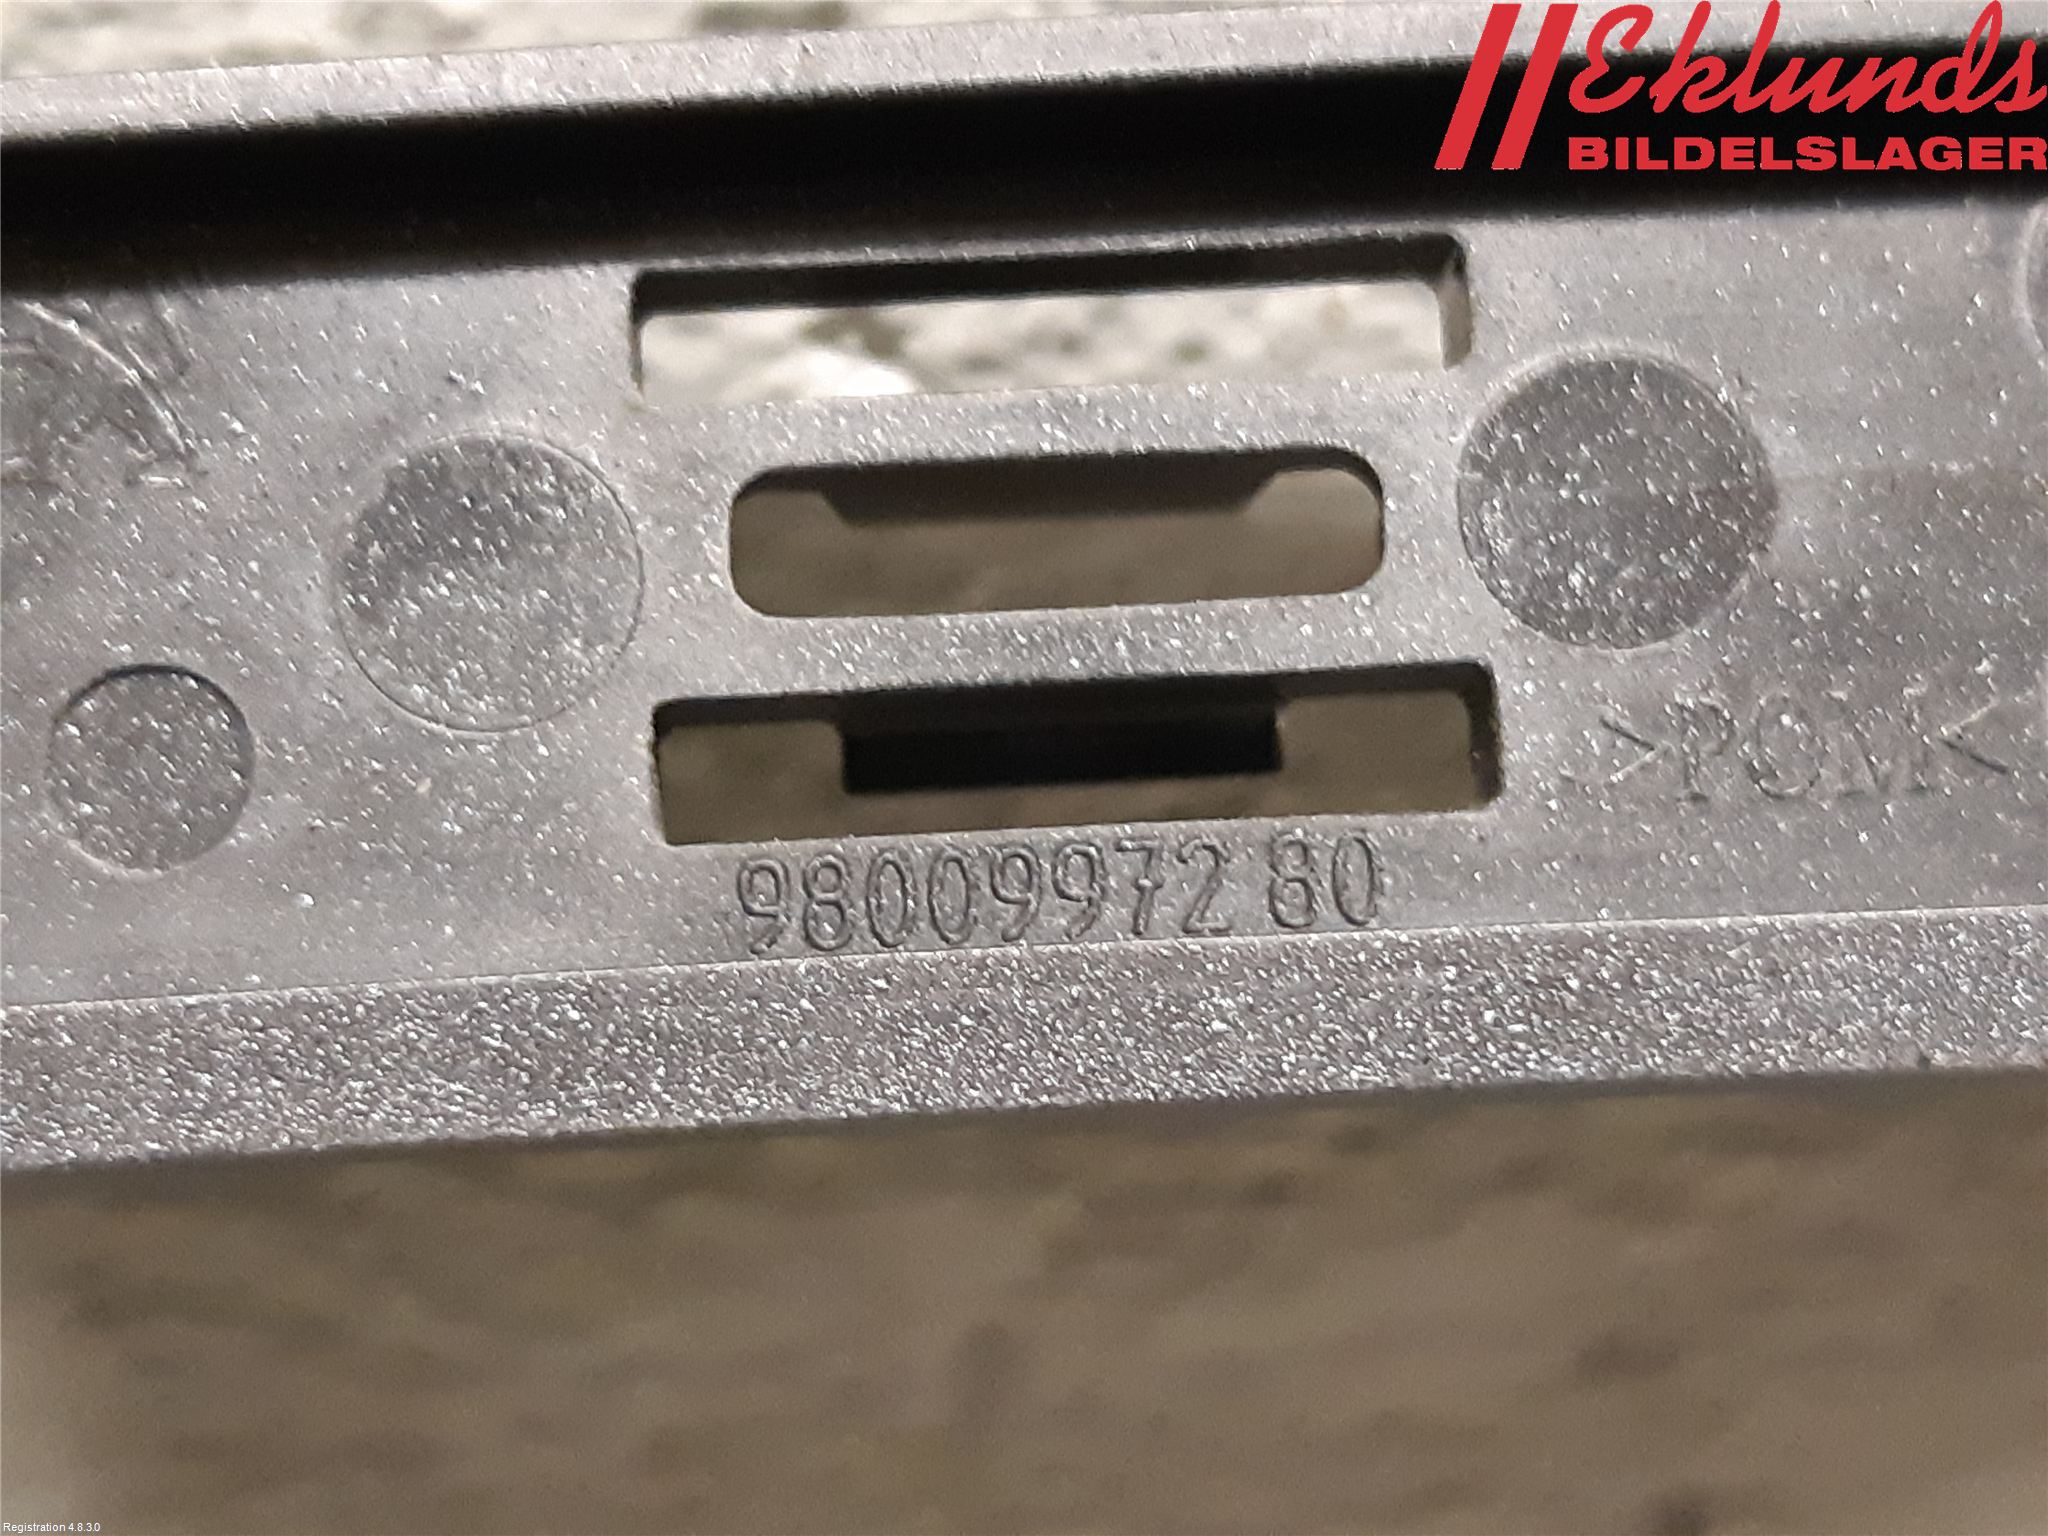 Eklunds
BILDELSLAGER
>POM<
9800997280
Registration 4.8.3.0